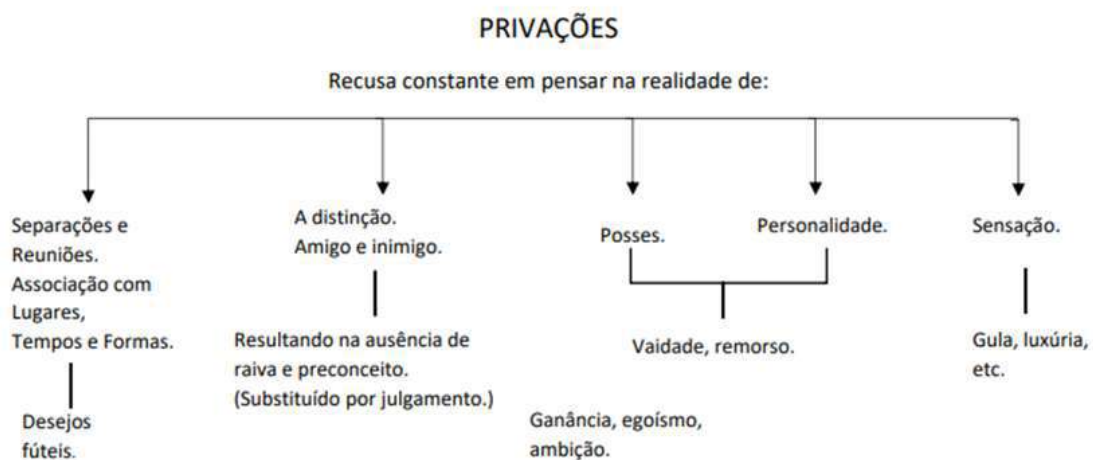 PRIVAÇÕES
Recusa constante em pensar na realidade de:
Separações e
Reuniões.
Associação com
Lugares,
Tempos e Formas.
Desejos
fúteis.
A distinção.
Amigo e inimigo.
Resultando na ausência de
raiva e preconceito.
(Substituído por julgamento.)
Posses.
Personalidade.
Vaidade, remorso.
Ganância, egoísmo,
ambição.
Sensação.
Gula, luxúria,
etc.